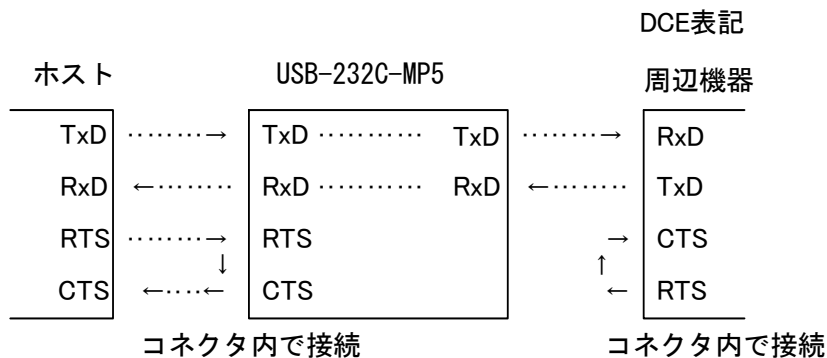 DCE表記
ホスト USB-232C-MP5 周辺機器
TxD ………→ TxD ………… TxD ………→ RxD
RxD ←……… RxD ………… RxD ←……… TxD
RTS ………→ RTS → CTS
↓ ↑
CTS ←‥‥← CTS ← RTS
コネクタ内で接続 コネクタ内で接続